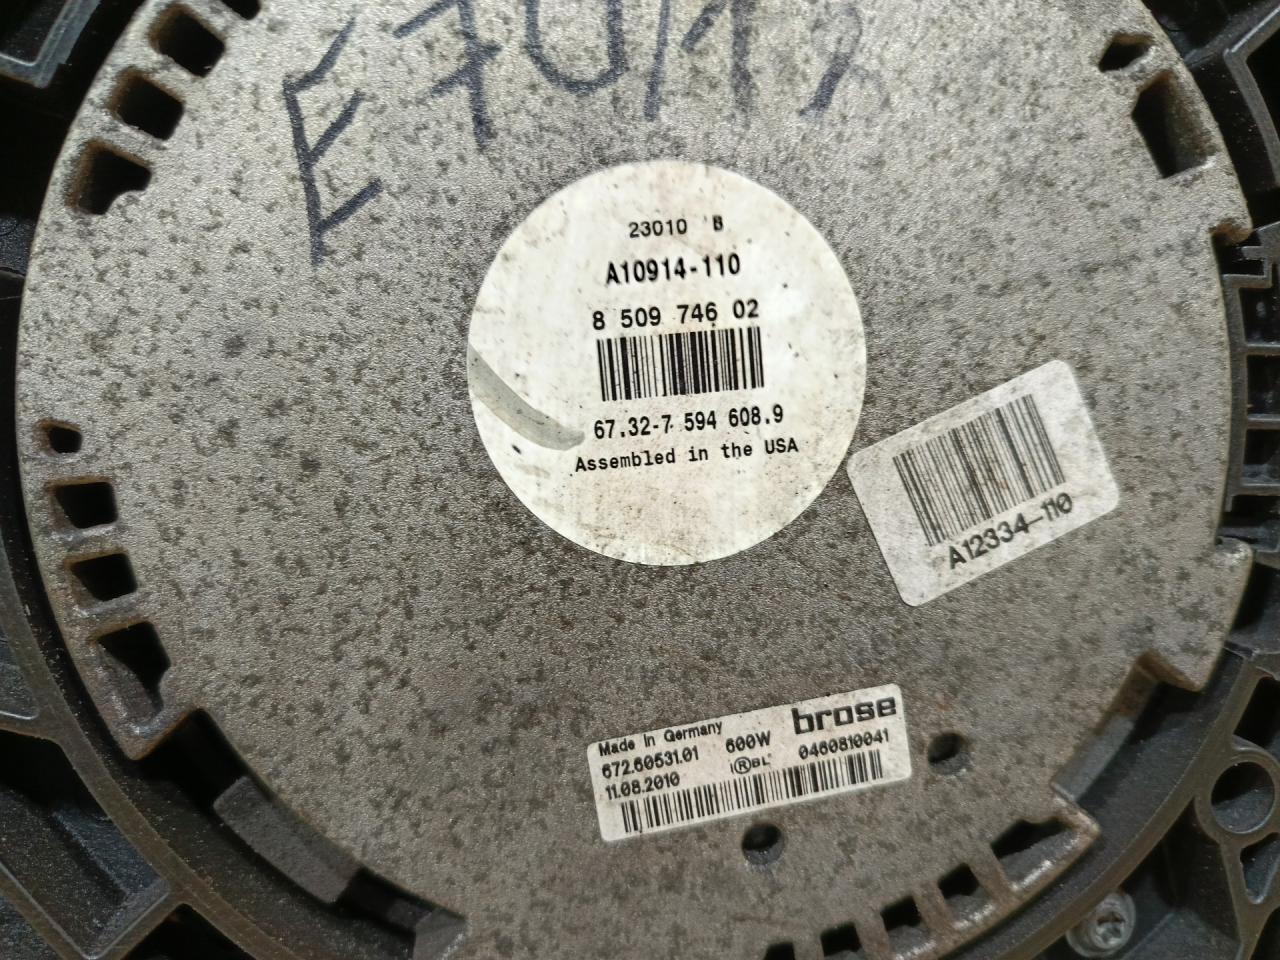 E70/1
23010 B
A10914-110
8 509 746 02
67.32-7 594 608.9
Assembled in the USA
A12334-110
Made in Germany
brose
672.60531.01 600W 0460810041
11.08.2010